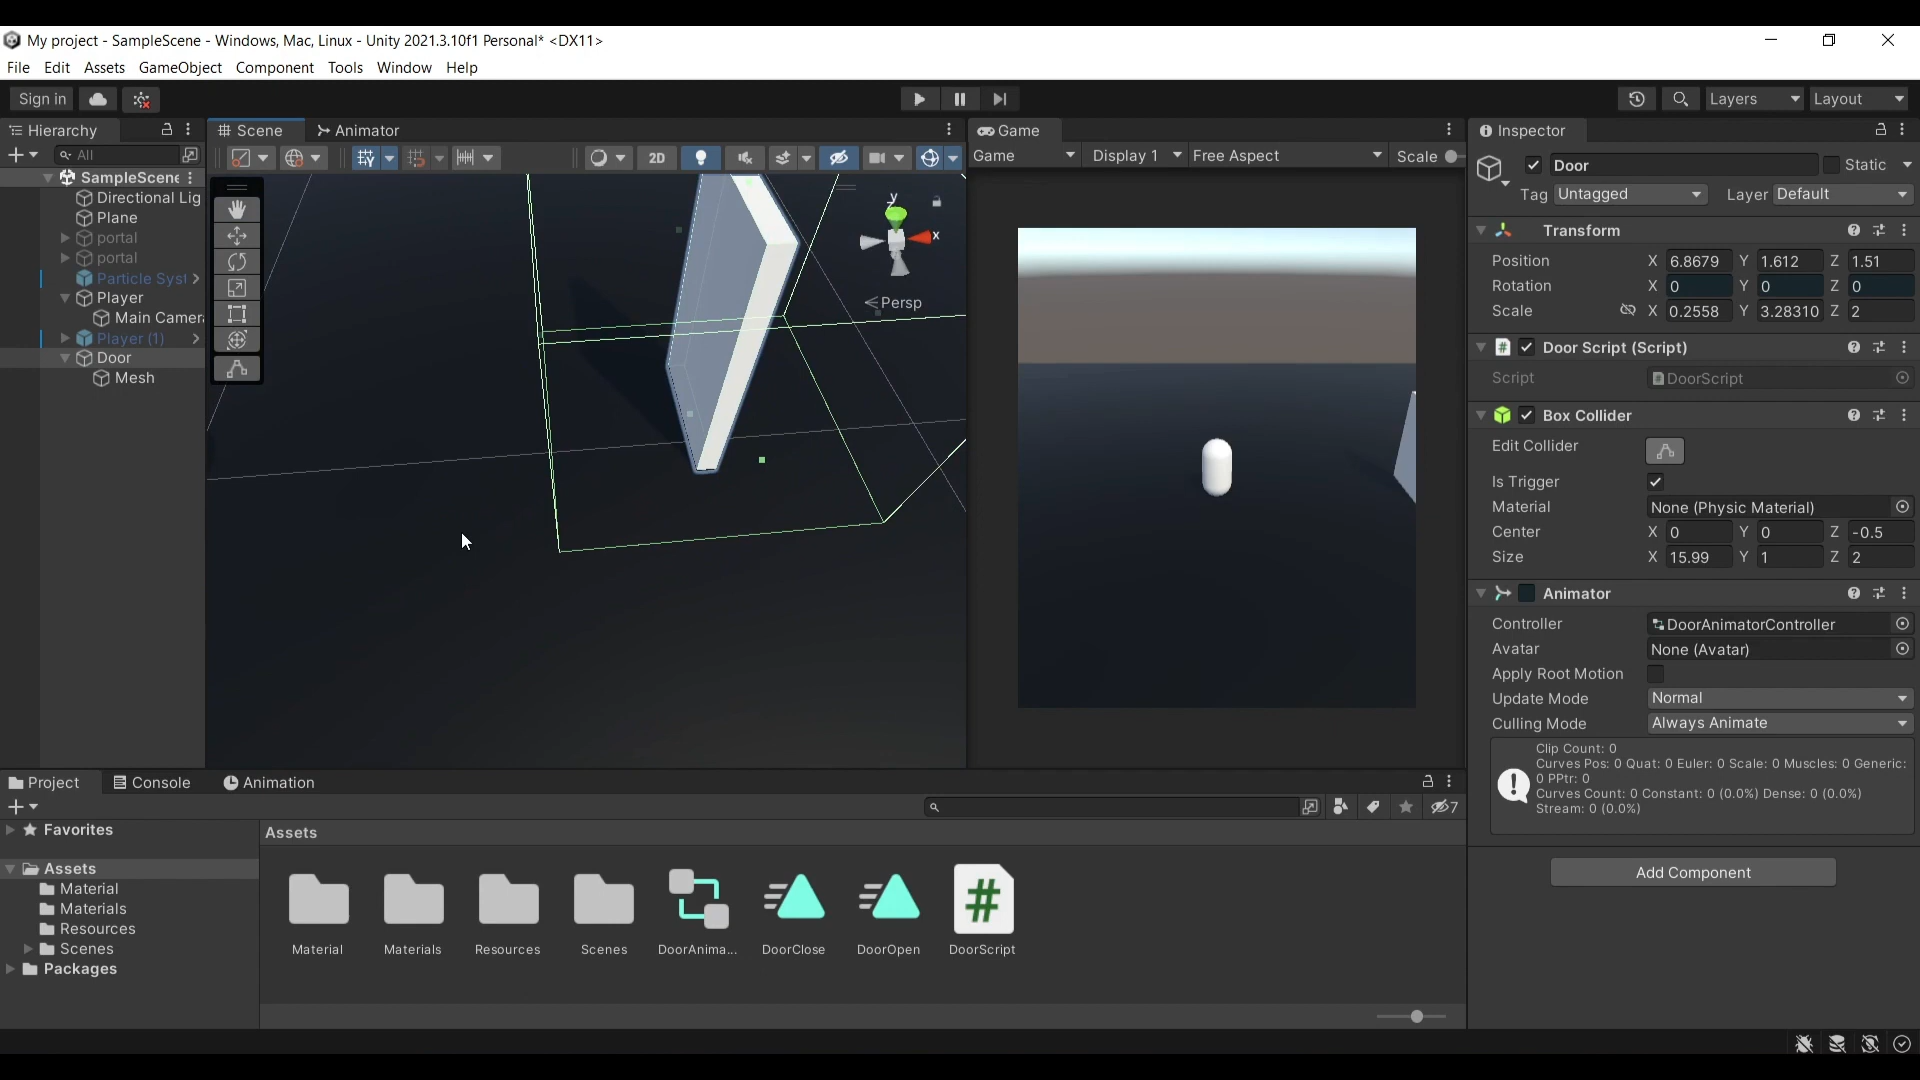 My project - SampleScene - Windows, Mac, Linux - Unity 2021.3.10f1 Personal* <DX11>
File Edit Assets GameObject Component Tools Window Help
Sign in
Layers
Layout
Hierarchy
All
SampleScene
Directional Lig
Plane
portal
portal
Particle Syst
Player
Main Camer
Player (1)
Door
Mesh
Scene
Animator
2D
y
x
Persp
Game
Game
Display 1
Free Aspect
Scale
Inspector
Door
Static
Tag Untagged
Layer Default
Transform
Position X 6.8679 Y 1.612 Z 1.51
Rotation X 0 Y 0 Z 0
Scale X 0.2558 Y 3.28310 Z 2
Door Script (Script)
Script DoorScript
Box Collider
Edit Collider
Is Trigger
Material None (Physic Material)
Center X 0 Y 0 Z -0.5
Size X 15.99 Y 1 Z 2
Animator
Controller DoorAnimatorController
Avatar None (Avatar)
Apply Root Motion
Update Mode Normal
Culling Mode Always Animate
Clip Count: 0
Curves Pos: 0 Quat: 0 Euler: 0 Scale: 0 Muscles: 0 Generic:
0 PPtr: 0
Curves Count: 0 Constant: 0 (0.0%) Dense: 0 (0.0%)
Stream: 0 (0.0%)
Add Component
Project
Console
Animation
7
Favorites
Assets
Material
Materials
Resources
Scenes
Packages
Assets
Material
Materials
Resources
Scenes
DoorAnima...
DoorClose
DoorOpen
DoorScript